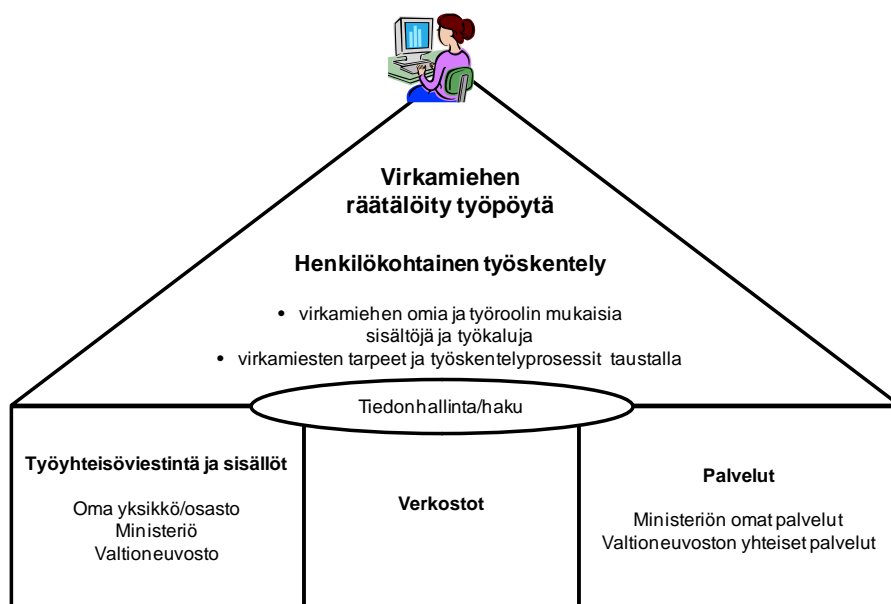 Virkamiehen
räätälöity työpöytä
Henkilökohtainen työskentely
• virkamiehen omia ja työroolin mukaisia
sisältöjä ja työkaluja
• virkamiesten tarpeet ja työskentelyprosessit taustalla
Tiedonhallinta/haku
Työyhteisöviestintä ja sisällöt
Oma yksikkö/osasto
Ministeriö
Valtioneuvosto
Verkostot
Palvelut
Ministeriön omat palvelut
Valtioneuvoston yhteiset palvelut